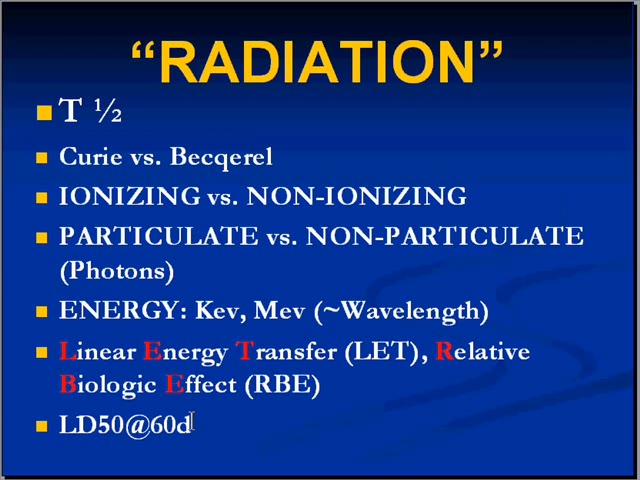 “RADIATION”
T ½
Curie vs. Becqerel
IONIZING vs. NON-IONIZING
PARTICULATE vs. NON-PARTICULATE
(Photons)
ENERGY: Kev, Mev (~Wavelength)
Linear Energy Transfer (LET), Relative
Biologic Effect (RBE)
LD50@60d